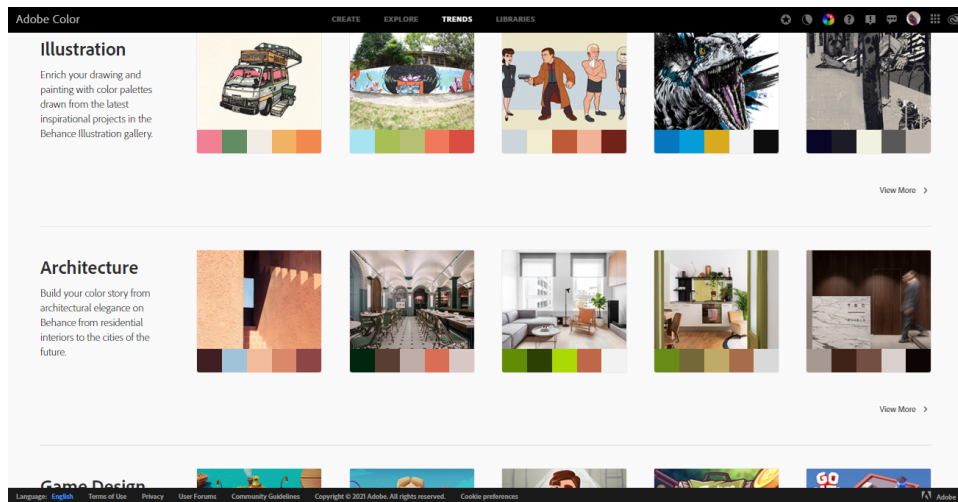 Adobe Color
CREATE EXPLORE TRENDS LIBRARIES
Illustration
Enrich your drawing and
painting with color palettes
drawn from the latest
inspirational projects in the
Behance Illustration gallery.
View More >
Architecture
Build your color story from
architectural elegance on
Behance from residential
interiors to the cities of the
future.
View More >
Game Design
GO
Language: English Terms of Use Privacy User Forums Community Guidelines Copyright © 2021 Adobe. All rights reserved. Cookie preferences Adobe